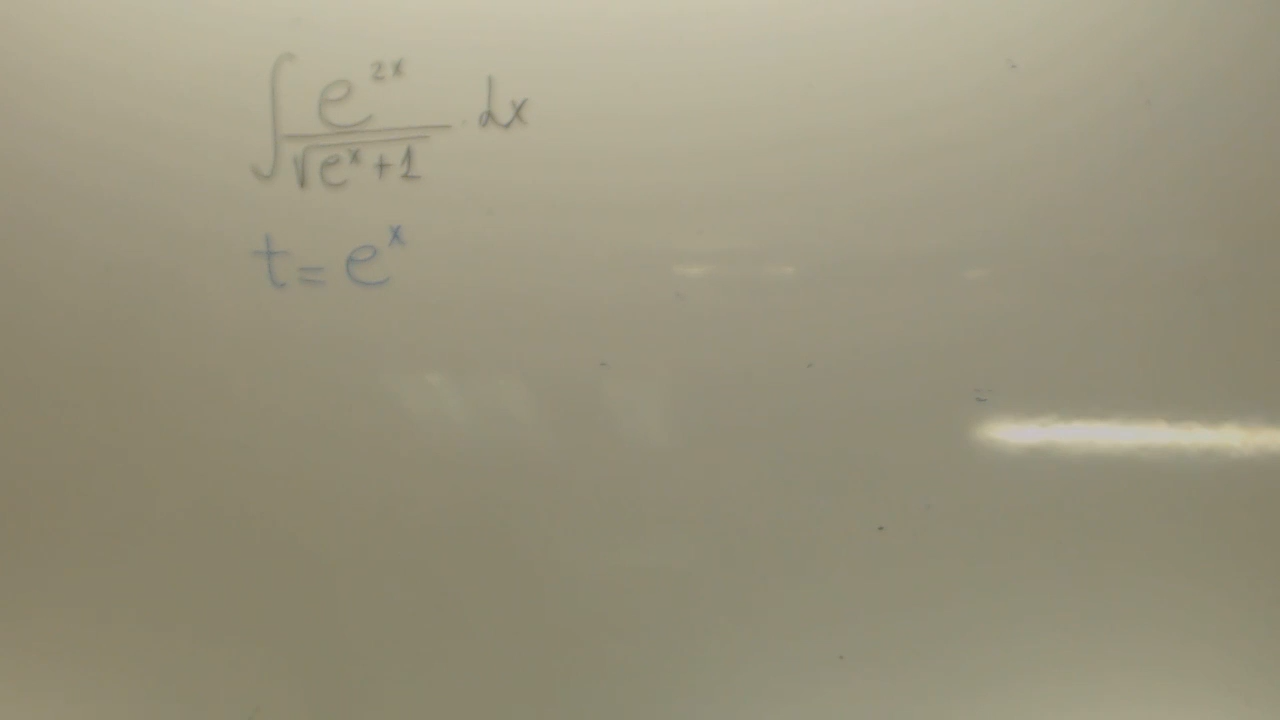 ∫ e^{2x} / √(e^x + 1) · dx
t = e^x